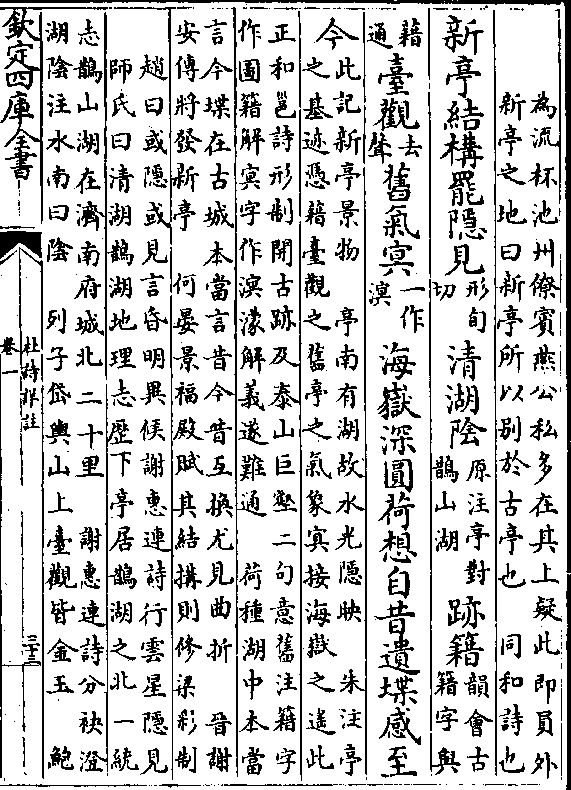 為流杯池州僚賓燕公私多在其上疑此即員外
新亭之地曰新亭所以别於古亭也 同和詩也
新亭結構罷隱見形甸切清湖陰原注亭對鵲山湖跡籍韻會古籍字與
藉通臺觀去聲舊氣冥一作溟海嶽深圓荷想自昔遺堞感至
今此記新亭景物 亭南有湖故水光隱映 朱注亭
之基迹憑藉臺觀之舊亭之氣象㝠接海嶽之遥此
正和邕詩形制開古跡及泰山巨壑二句意舊注籍字
作圖籍解㝠字作溟濛解義遂難通 荷種湖中本當
言今堞在古城本當言昔今昔互換尤見曲折 晉謝
安傳將發新亭 何晏景福殿賦其結搆則修梁彩制
趙曰或隱或見言昏明異候謝惠連詩行雲星隱見
師氏曰清湖鵲湖地理志歴下亭居鵲湖之北一統
志鵲山湖在濟南府城北二十里 謝惠連詩分袂澄
湖陰注水南曰陰 列子岱輿山上臺觀皆金玉 鮑
欽定四庫全書
杜詩詳註
卷一
三十三